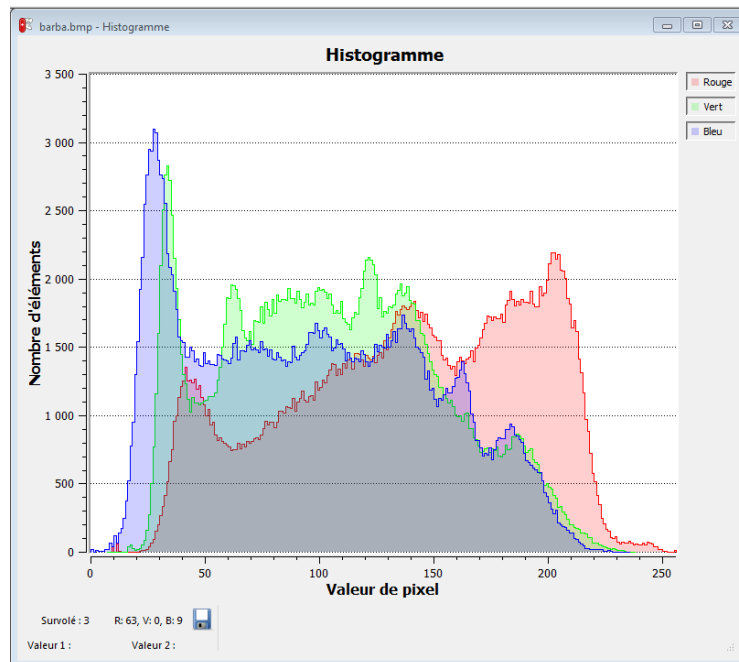 barba.bmp - Histogramme
Histogramme
3 500
3 000
2 500
2 000
1 500
1 000
500
0
Nombre d'éléments
0 50 100 150 200 250
Valeur de pixel
Rouge
Vert
Bleu
Survolé : 3 R: 63, V: 0, B: 9
Valeur 1 : Valeur 2 :